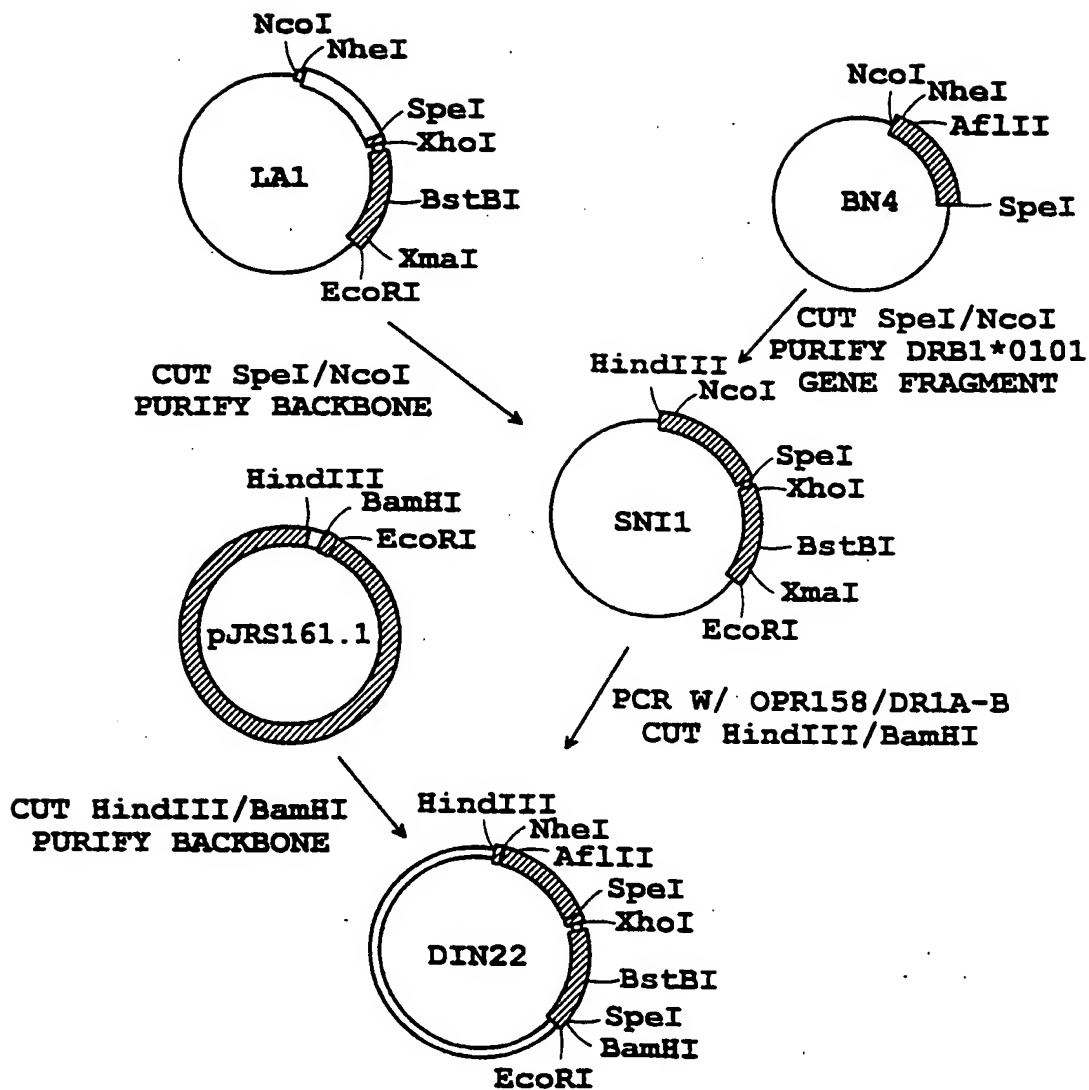 NcoI
NheI
SpeI
XhoI
LA1
BstBI
XmaI
EcoRI
NcoI
NheI
AflII
BN4
SpeI
CUT SpeI/NcoI
PURIFY BACKBONE
CUT SpeI/NcoI
PURIFY DRB1*0101
GENE FRAGMENT
HindIII
NcoI
SpeI
XhoI
SNI1
BstBI
XmaI
EcoRI
HindIII
BamHI
EcoRI
pJRS161.1
PCR W/ OPR158/DR1A-B
CUT HindIII/BamHI
CUT HindIII/BamHI
PURIFY BACKBONE
HindIII
NheI
AflII
SpeI
XhoI
DIN22
BstBI
SpeI
BamHI
EcoRI